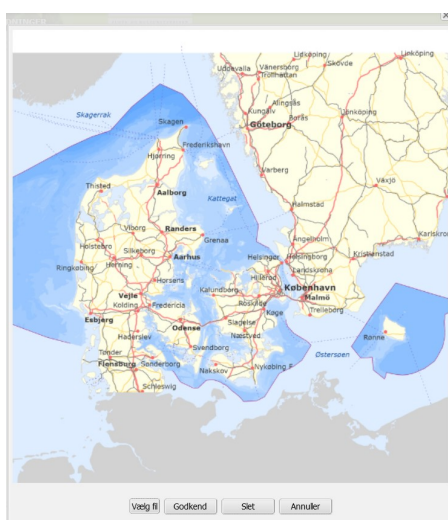 Lidköping
Linköping
Uddevalla
Vänersborg
Skövde
Trollhättan
Alingsås
Kungälv
Jönköping
Skagerrak
Skagen
Göteborg
Borås
Hjørring
Frederikshavn
Varberg
Thisted
Växjö
Aalborg
Kattegat
Halmstad
Viborg
Randers
Karlskro
Holstebro
Grenaa
Ängelholm
Silkeborg
Aarhus
Helsingør
Helsingborg
Kristianstad
Ringkøbing
Herning
Hillerød
Landskrona
Horsens
København
Vejle
Kalundborg
Malmö
Kolding
Fredericia
Roskilde
Trelleborg
Esbjerg
Odense
Slagelse
Køge
Haderslev
Næstved
Rønne
Svendborg
Tønder
Østersøen
Sønderborg
Flensburg
Nakskov
Nykøbing F
Schleswig
Vælg fil
Godkend
Slet
Annuller